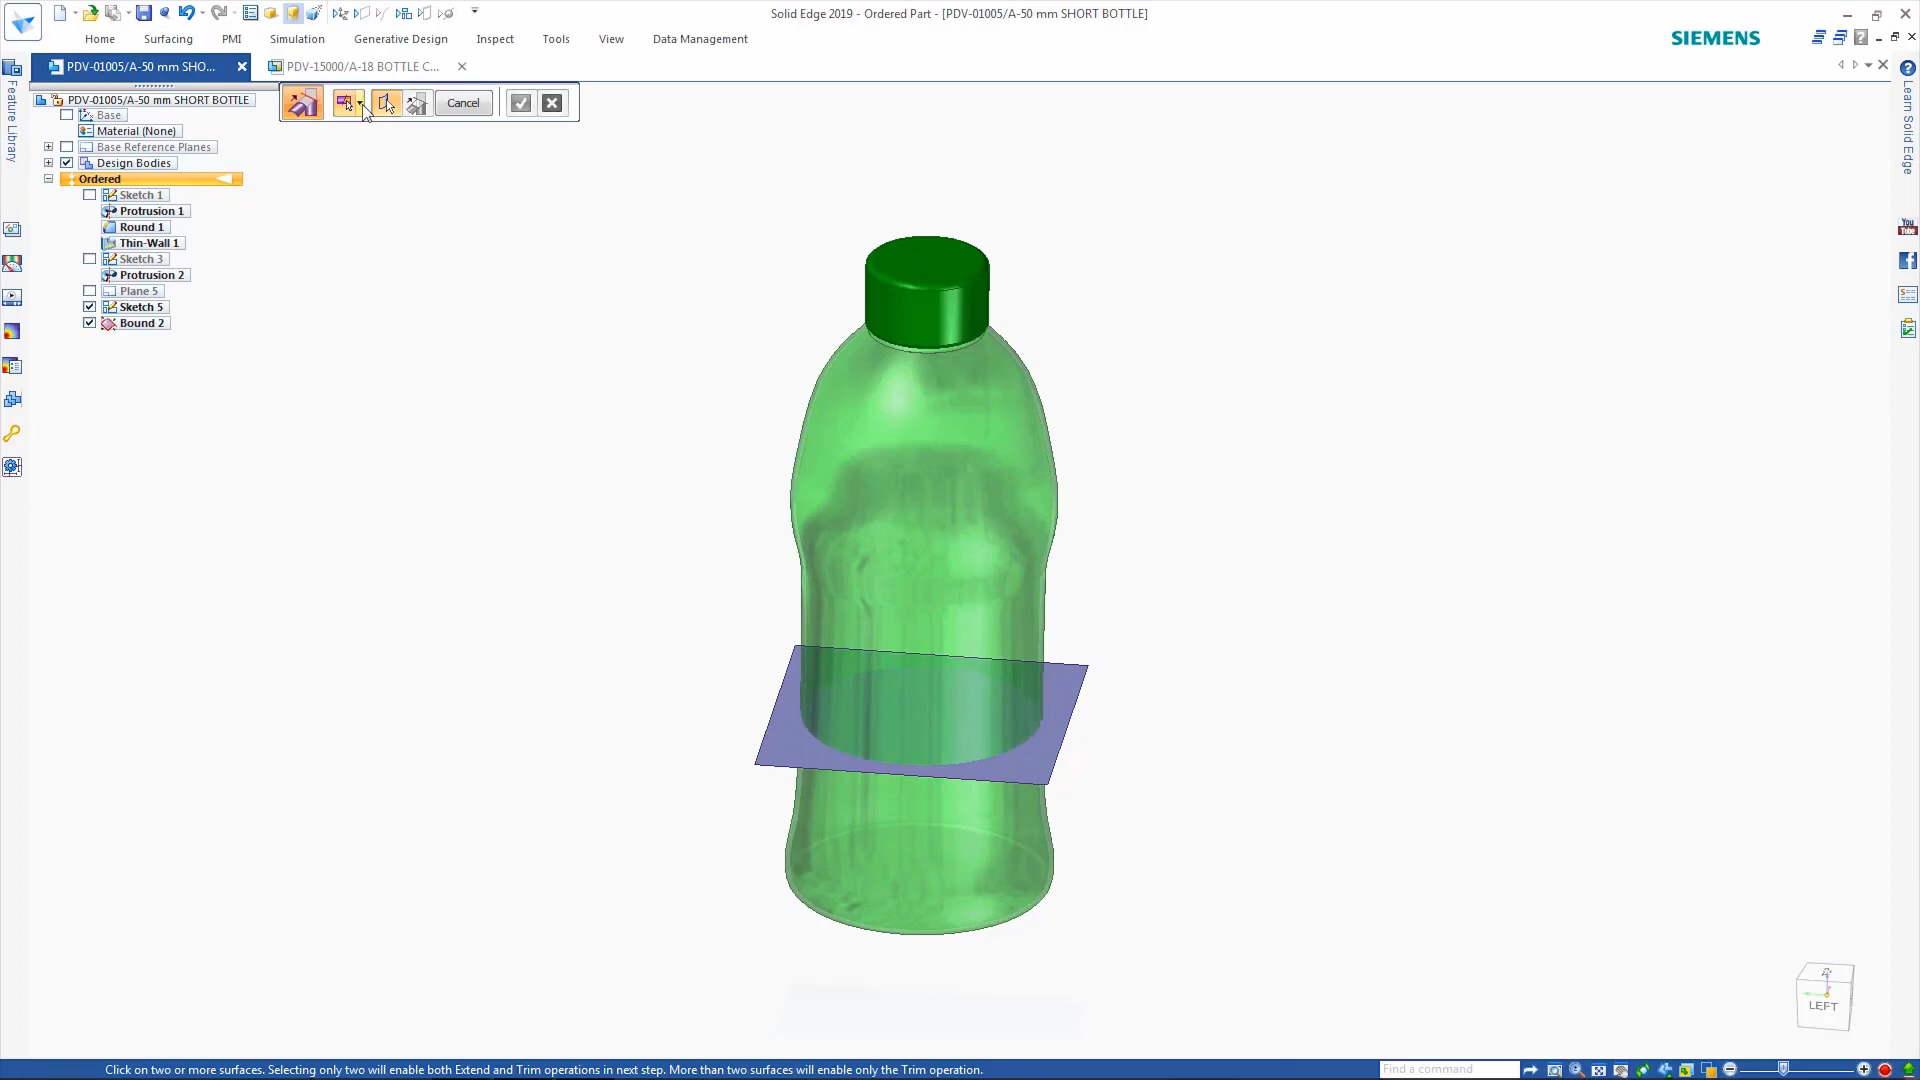 Solid Edge 2019 - Ordered Part - [PDV-01005/A-50 mm SHORT BOTTLE]
Home Surfacing PMI Simulation Generative Design Inspect Tools View Data Management
SIEMENS
PDV-01005/A-50 mm SHO... PDV-15000/A-18 BOTTLE C...
Feature Library
PDV-01005/A-50 mm SHORT BOTTLE
Cancel
Base
Material (None)
Base Reference Planes
Design Bodies
Ordered
Sketch 1
Protrusion 1
Round 1
Thin-Wall 1
Sketch 3
Protrusion 2
Plane 5
Sketch 5
Bound 2
Learn Solid Edge
You
Tube
LEFT
Click on two or more surfaces. Selecting only two will enable both Extend and Trim operations in next step. More than two surfaces will enable only the Trim operation.
Find a command